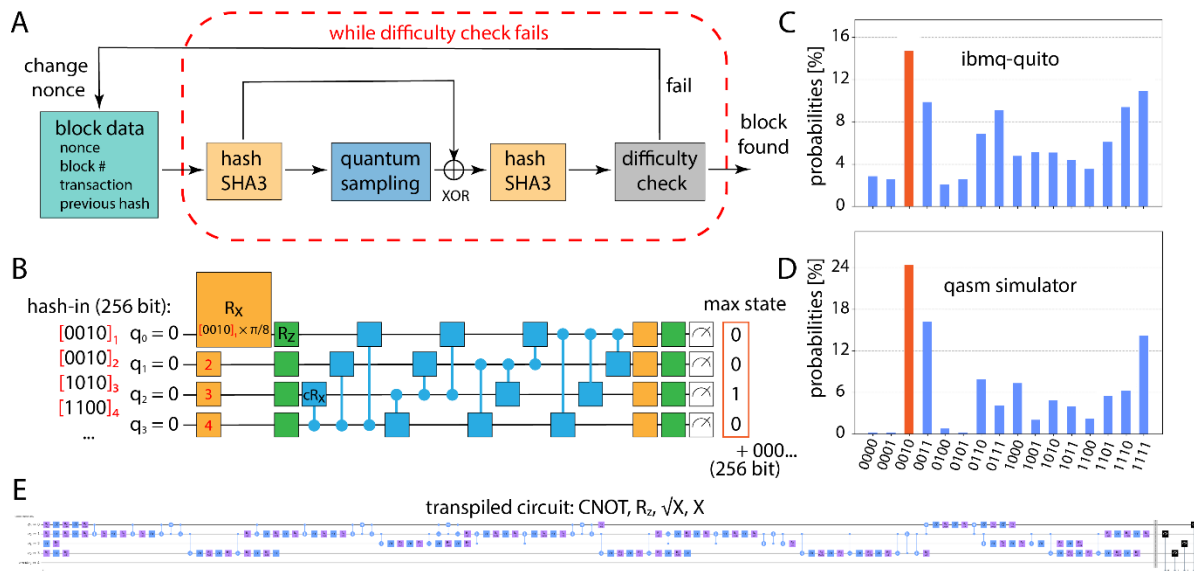 A
while difficulty check fails
change
nonce
fail
block data
nonce
block #
transaction
previous hash
hash
SHA3
quantum
sampling
XOR
hash
SHA3
difficulty
check
block
found
B
hash-in (256 bit):
[0010]1
[0010]2
[1010]3
[1100]4
...
q0 = 0
q1 = 0
q2 = 0
q3 = 0
RX
[0010]1 × π/8
2
3
4
RZ
cRX
max state
0
0
1
0
+ 000...
(256 bit)
C
probabilities [%]
16
12
8
4
0
ibmq-quito
D
probabilities [%]
24
18
12
6
0
qasm simulator
0000
0001
0010
0011
0100
0101
0110
0111
1000
1001
1010
1011
1100
1101
1110
1111
E
transpiled circuit: CNOT, Rz, √X, X